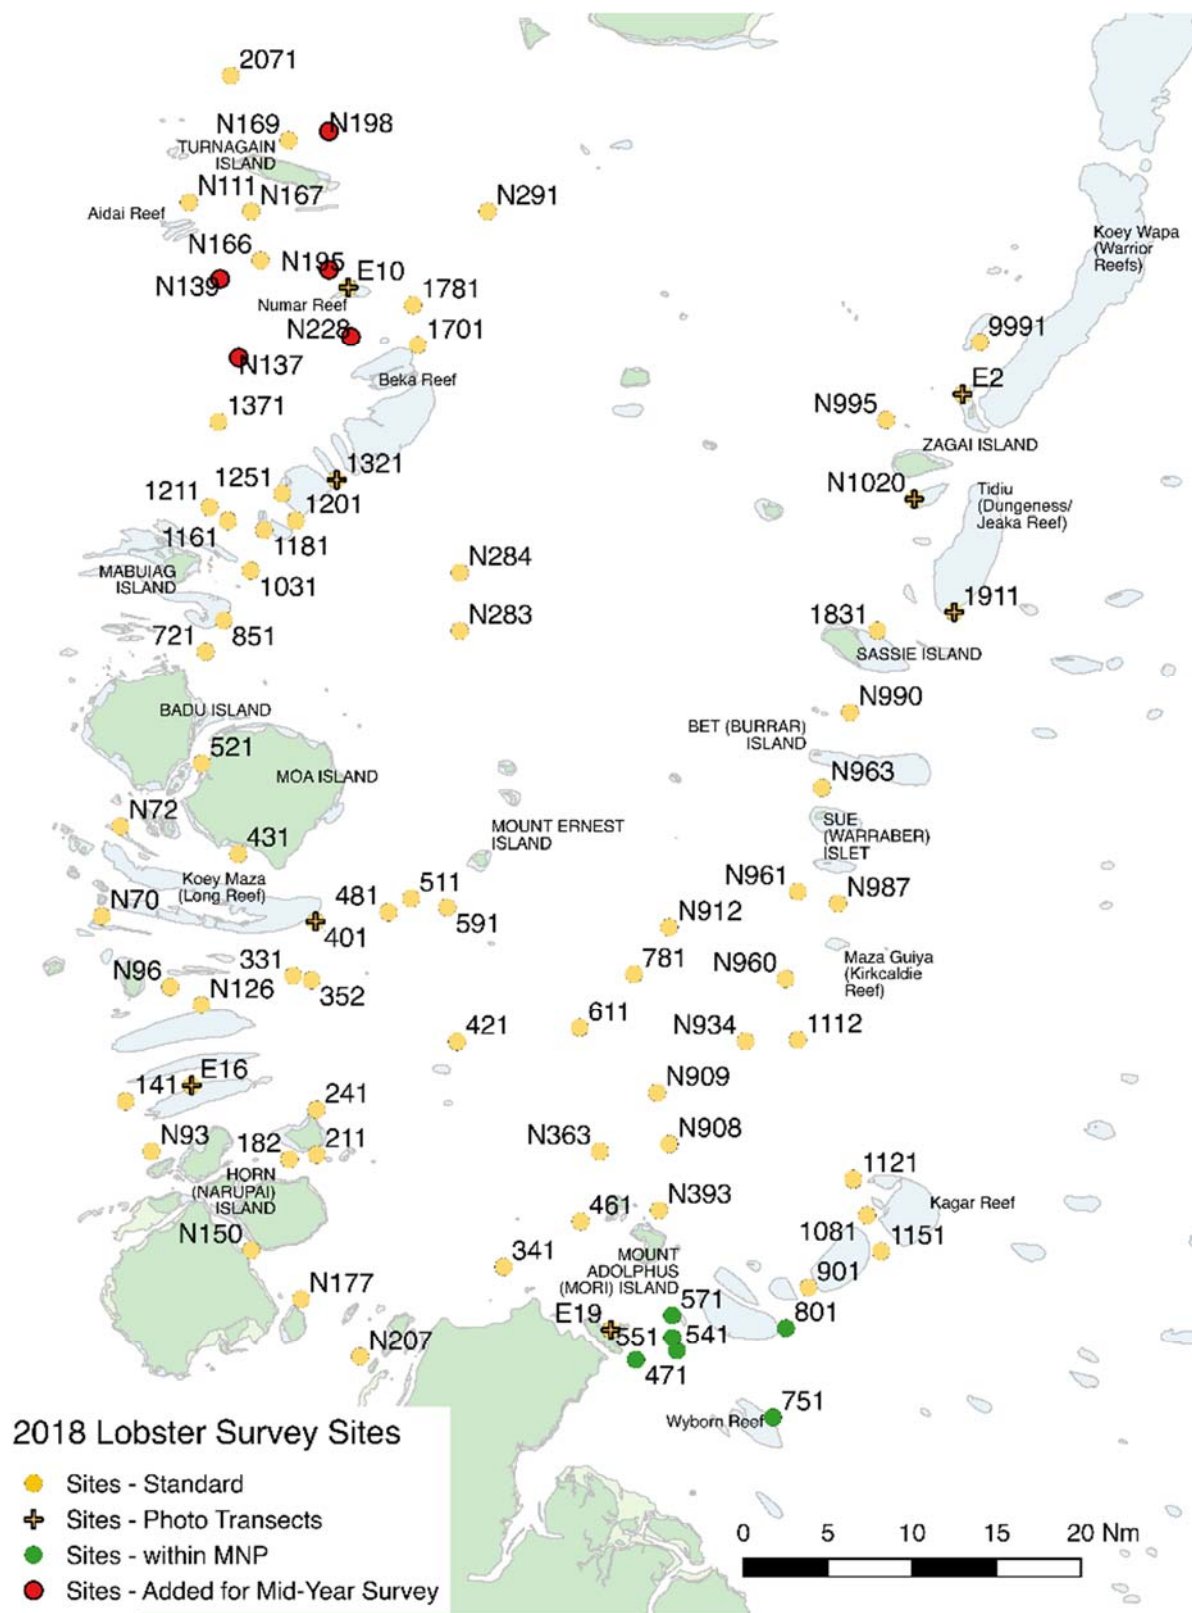 2071
N169
N198
TURNAGAIN
ISLAND
N111
N167
N291
Aidai Reef
Koey Wapa
(Warrior
Reefs)
N166
N195
E10
N139
Numar Reef
1781
N228
1701
9991
N137
Beka Reef
E2
1371
N995
ZAGAI ISLAND
1321
1251
N1020
Tidiu
(Dungeness/
Jeaka Reef)
1211
1201
1161
1181
N284
MABUIAG
ISLAND
1031
1911
N283
1831
721
851
SASSIE ISLAND
N990
BADU ISLAND
BET (BURRAR)
ISLAND
521
MOA ISLAND
N963
N72
MOUNT ERNEST
ISLAND
SUE
(WARRABER)
ISLET
431
Koey Maza
(Long Reef)
N961
N987
481
511
N70
591
N912
401
331
781
N960
Maza Guiya
(Kirkcaldie
Reef)
N96
N126
352
421
611
N934
1112
E16
141
N909
241
N93
N363
N908
182
211
1121
HORN
(NARUPAI)
ISLAND
N393
Kagar Reef
461
1081
N150
1151
341
MOUNT
ADOLPHUS
(MORI) ISLAND
901
N177
571
E19
801
551
541
N207
471
751
Wyborn Reef
2018 Lobster Survey Sites
Sites - Standard
Sites - Photo Transects
Sites - within MNP
Sites - Added for Mid-Year Survey
0 5 10 15 20 Nm